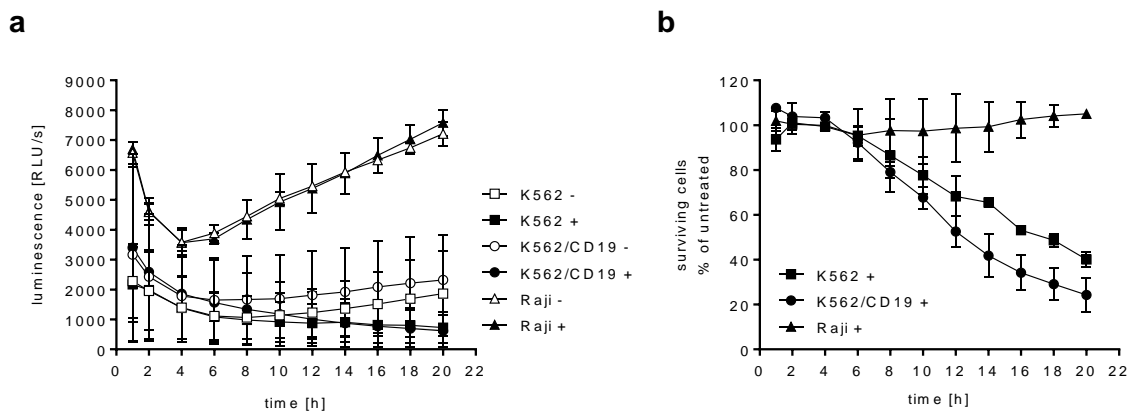 a
b
9000
8000
7000
6000
5000
4000
3000
2000
1000
0
luminescence [RLU/s]
0 2 4 6 8 10 12 14 16 18 20 22
time [h]
K562 -
K562 +
K562/CD19 -
K562/CD19 +
Raji -
Raji +
120
100
80
60
40
20
0
surviving cells
% of untreated
K562 +
K562/CD19 +
Raji +
0 2 4 6 8 10 12 14 16 18 20 22
time [h]